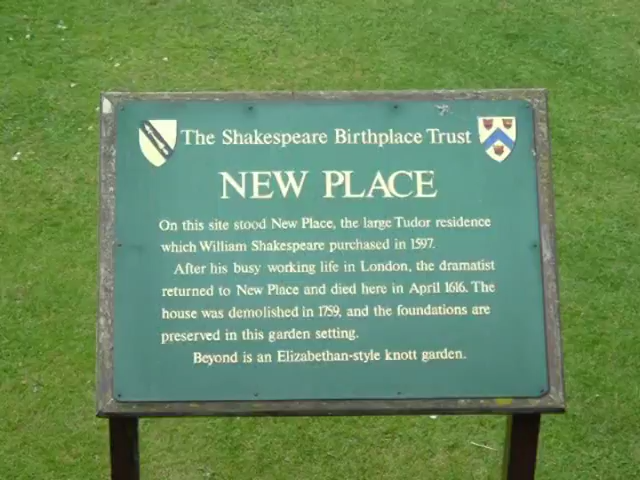 The Shakespeare Birthplace Trust
NEW PLACE
On this site stood New Place, the large Tudor residence
which William Shakespeare purchased in 1597.
After his busy working life in London, the dramatist
returned to New Place and died here in April 1616. The
house was demolished in 1759, and the foundations are
preserved in this garden setting.
Beyond is an Elizabethan-style knott garden.